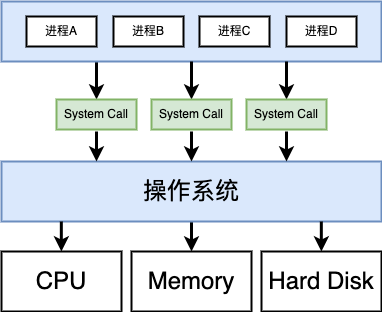 进程A 进程B 进程C 进程D
System Call System Call System Call
操作系统
CPU Memory Hard Disk